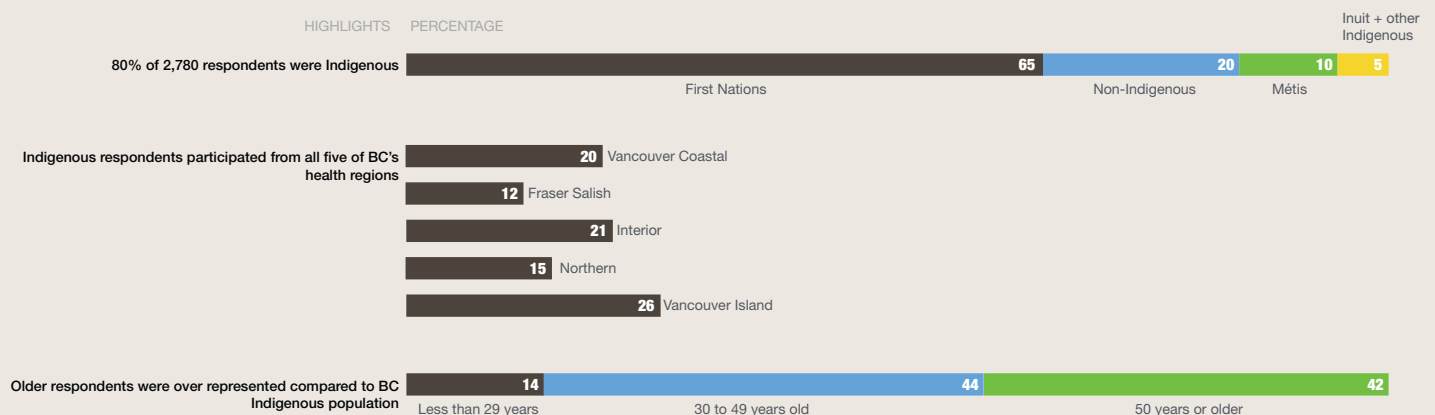 HIGHLIGHTS PERCENTAGE
Inuit + other
Indigenous
80% of 2,780 respondents were Indigenous 65 20 10 5
First Nations Non-Indigenous Métis
Indigenous respondents participated from all five of BC's
health regions
20 Vancouver Coastal
12 Fraser Salish
21 Interior
15 Northern
26 Vancouver Island
Older respondents were over represented compared to BC
Indigenous population
14 44 42
Less than 29 years 30 to 49 years old 50 years or older